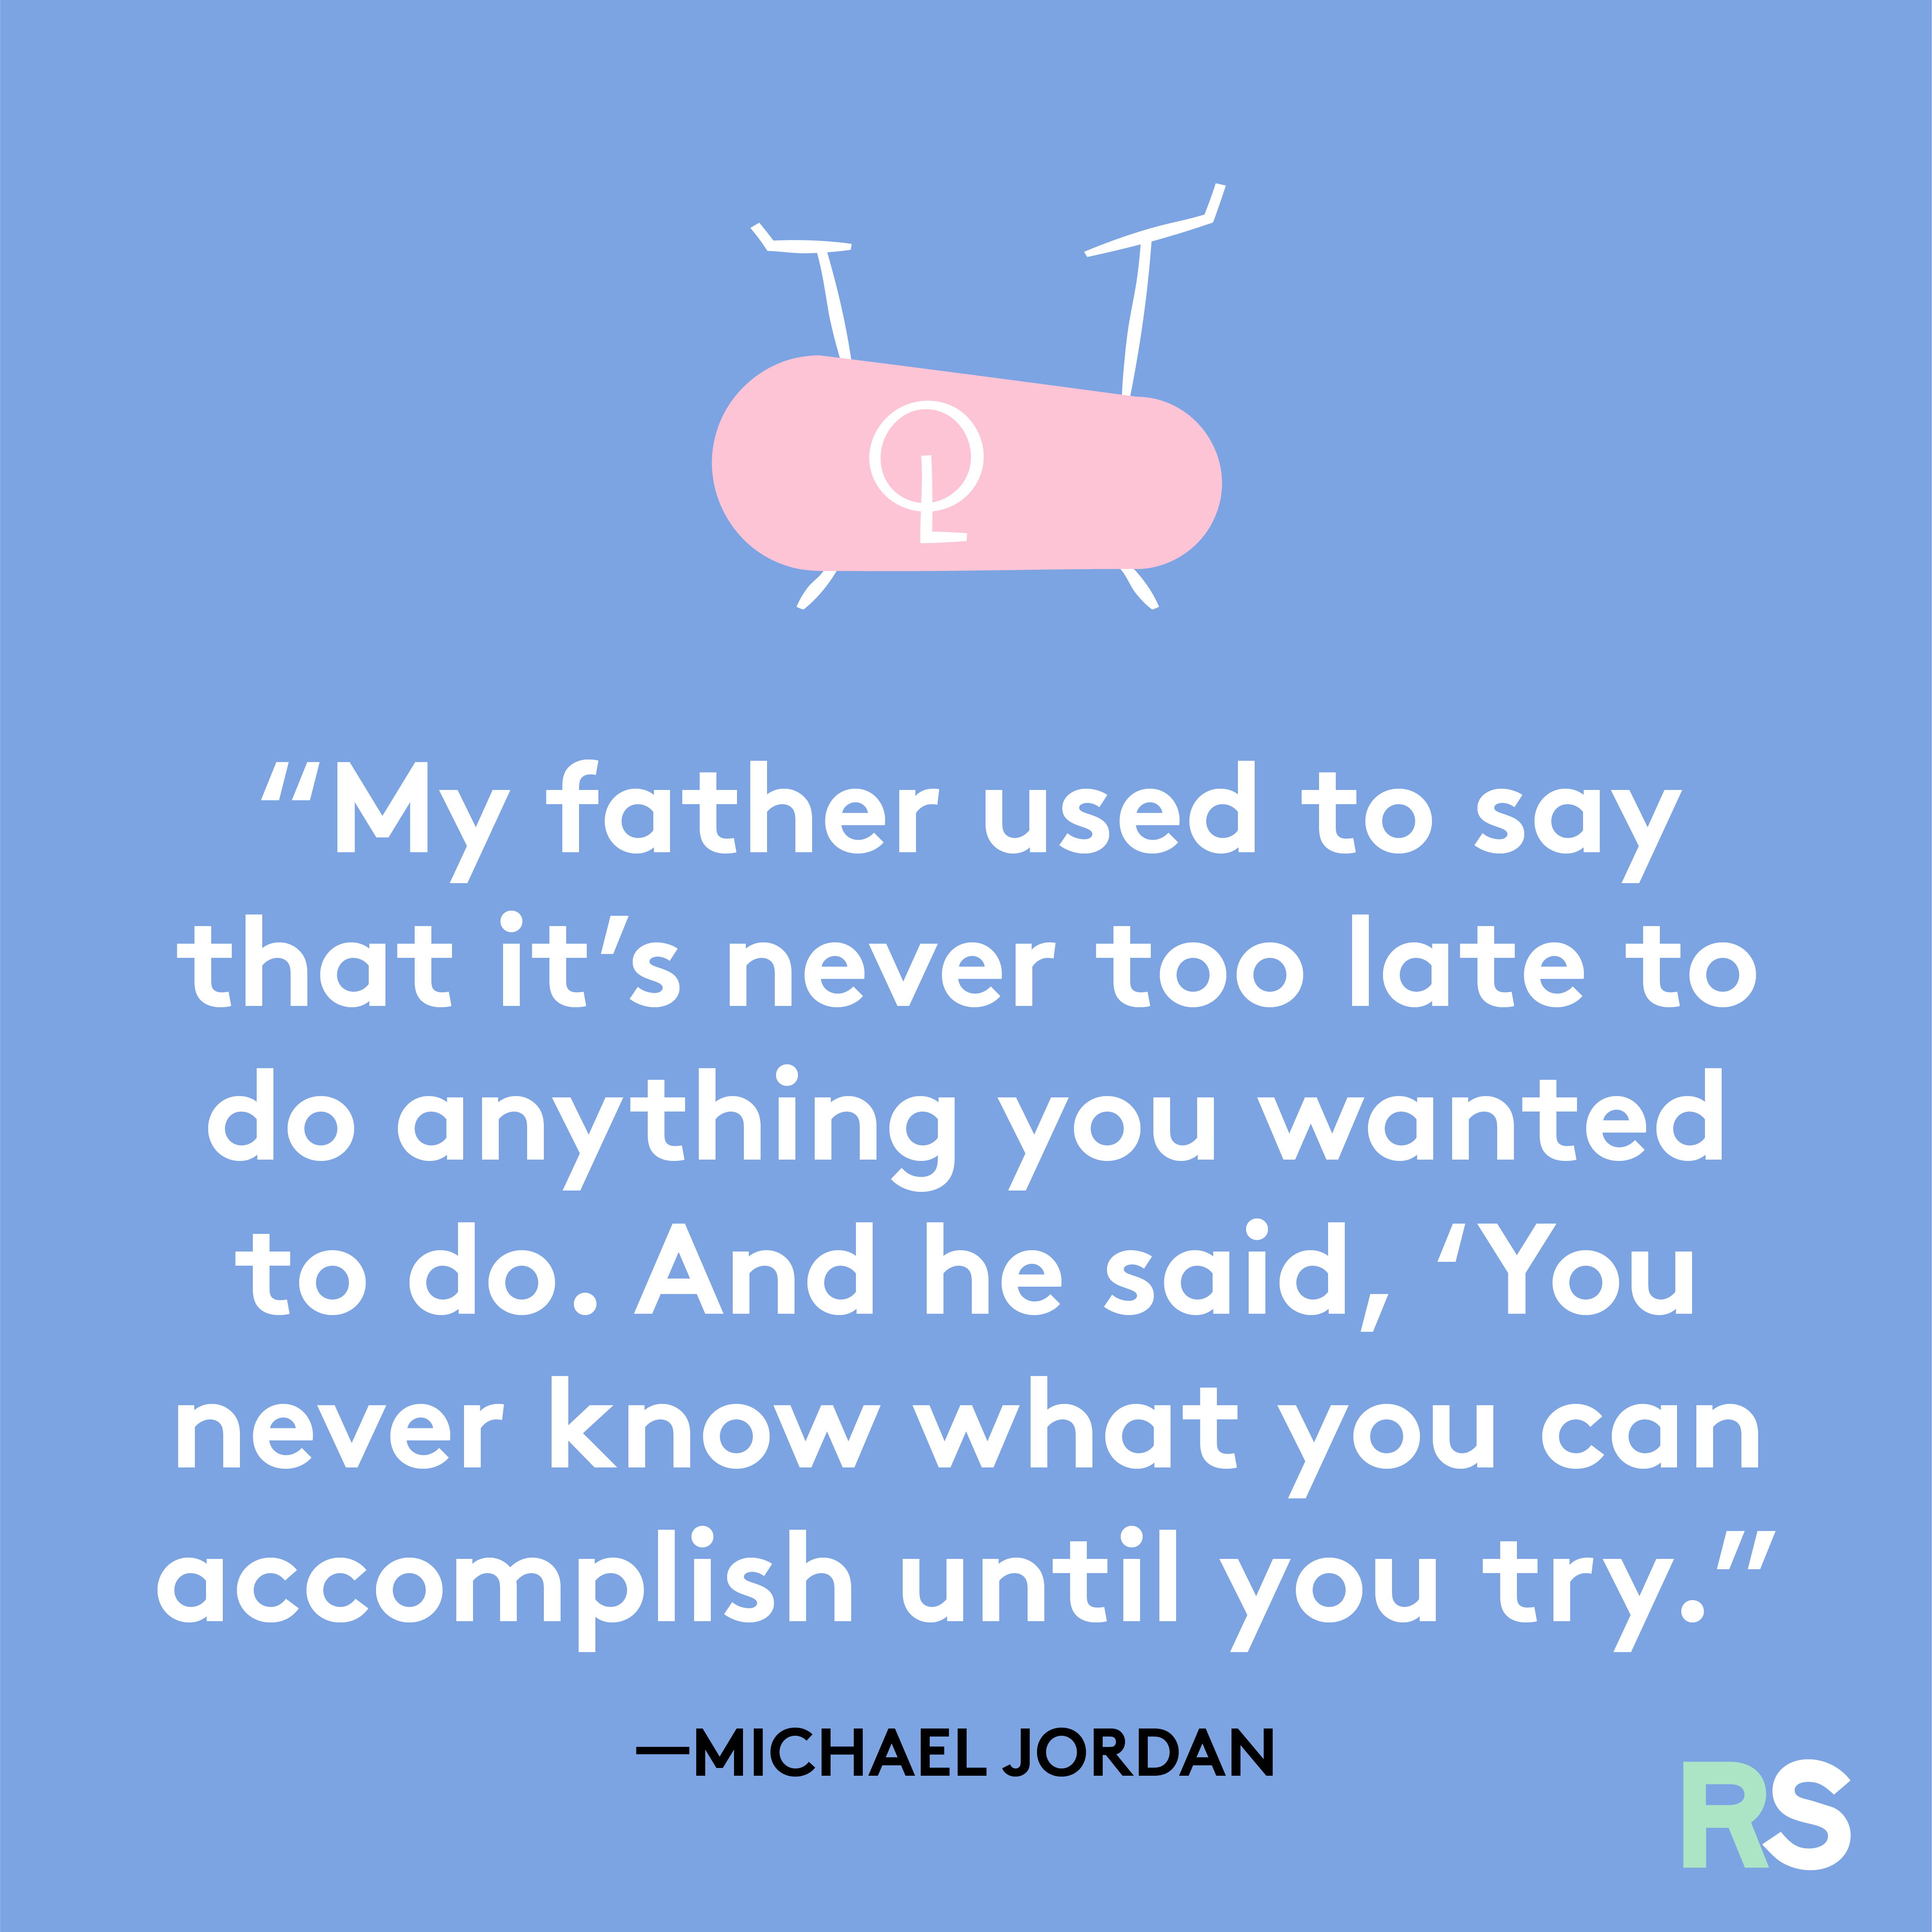 “My father used to say
that it’s never too late to
do anything you wanted
to do. And he said, ‘You
never know what you can
accomplish until you try.”
—MICHAEL JORDAN
RS